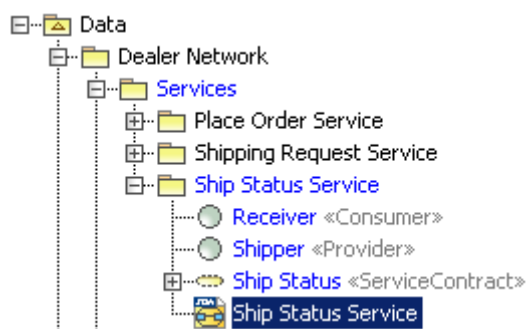 Data
Dealer Network
Services
Place Order Service
Shipping Request Service
Ship Status Service
Receiver «Consumer»
Shipper «Provider»
Ship Status «ServiceContract»
Ship Status Service